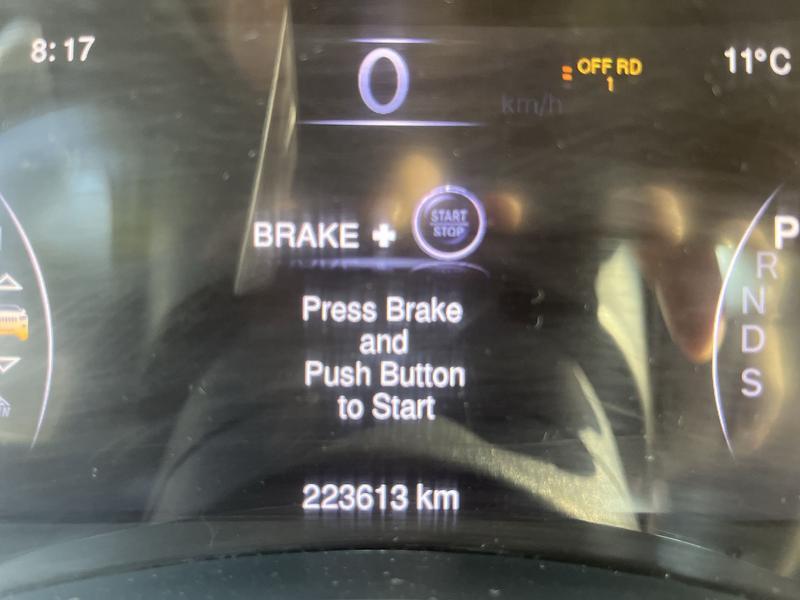 8:17
0
km/h
OFF RD
1
11°C
BRAKE +
START
STOP
P
R
N
D
S
Press Brake
and
Push Button
to Start
223613 km